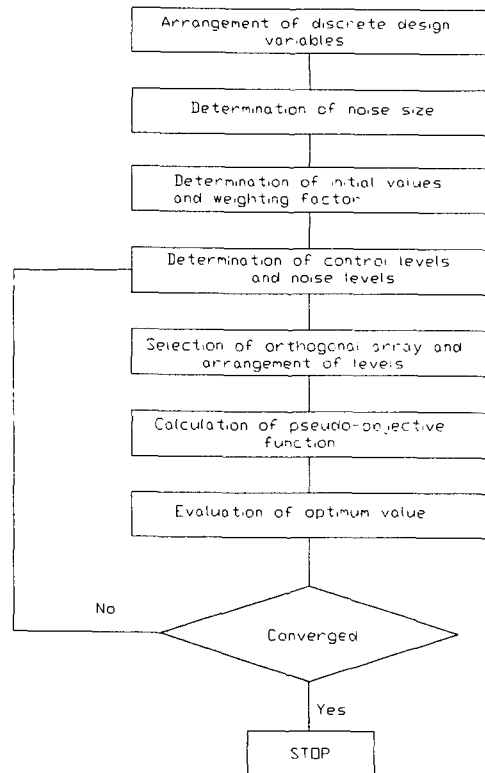 Arrangement of discrete design
variables
Determination of noise size
Determination of initial values
and weighting factor
Determination of control levels
and noise levels
Selection of orthogonal array and
arrangement of levels
Calculation of pseudo-objective
function
Evaluation of optimum value
No
Converged
Yes
STOP